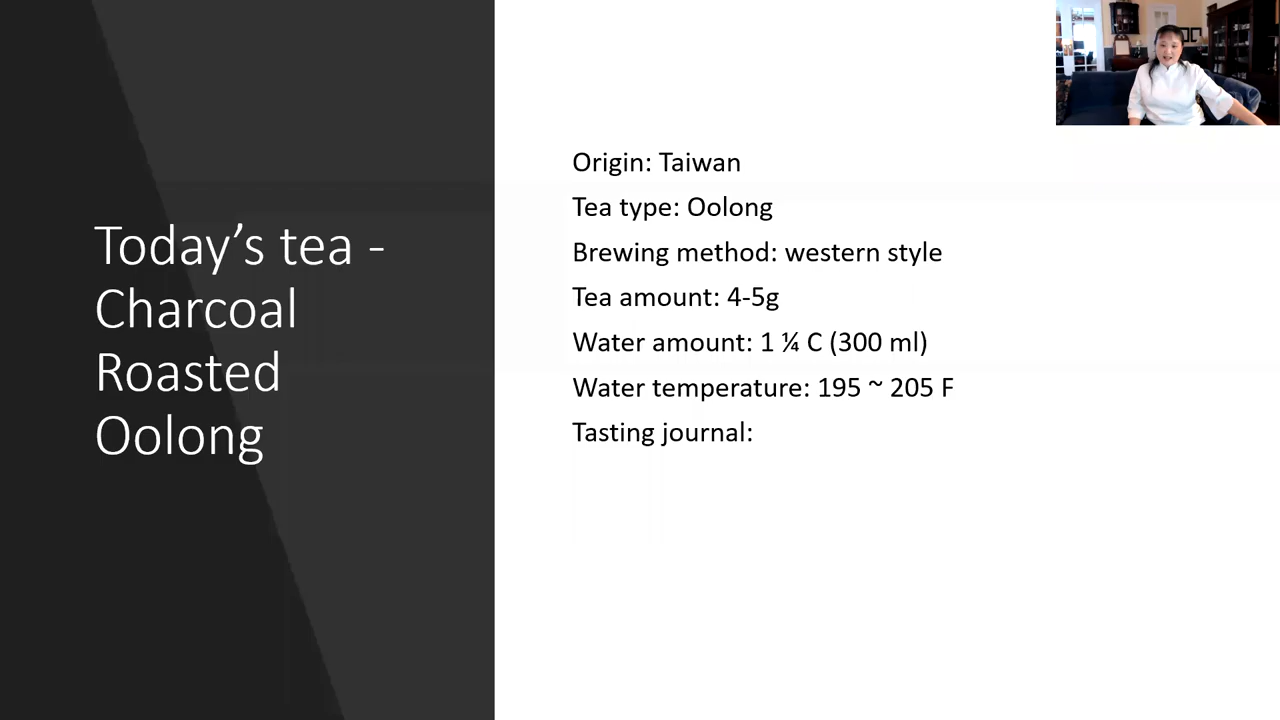 Today’s tea -
Charcoal
Roasted
Oolong
Origin: Taiwan
Tea type: Oolong
Brewing method: western style
Tea amount: 4-5g
Water amount: 1 ¼ C (300 ml)
Water temperature: 195 ~ 205 F
Tasting journal: